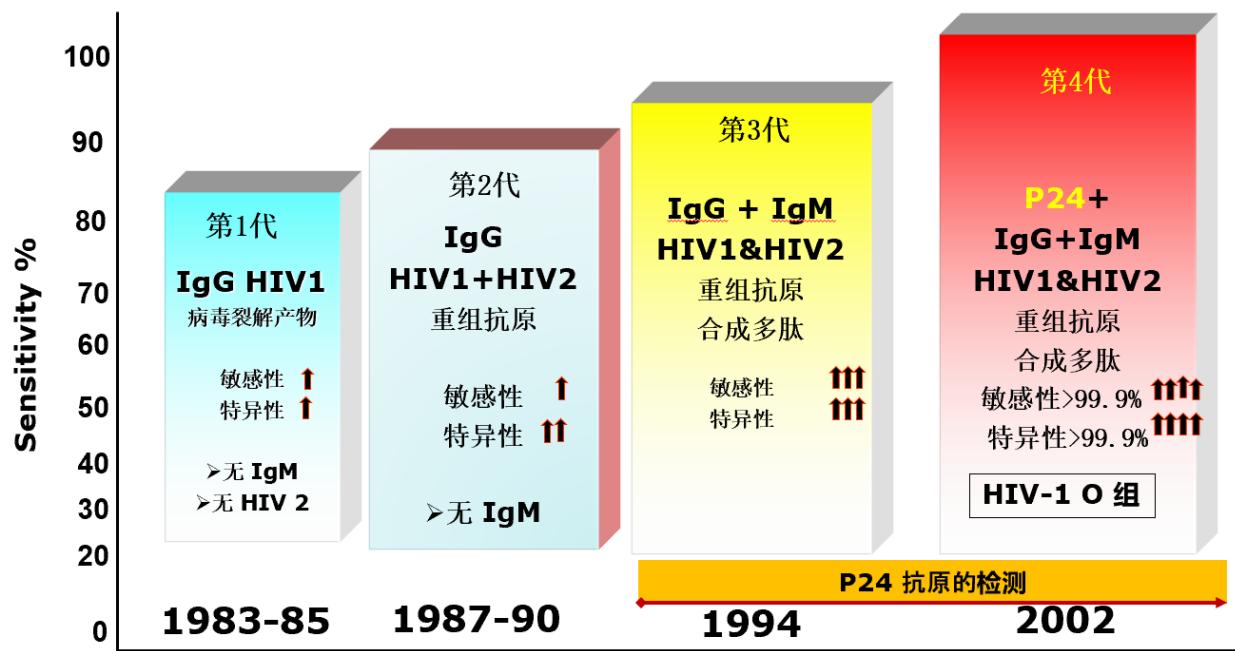 Sensitivity %
100
90
80
70
60
50
40
30
20
0
第1代
IgG HIV1
病毒裂解产物
敏感性
特异性
➢无 IgM
➢无 HIV 2
1983-85
第2代
IgG
HIV1+HIV2
重组抗原
敏感性
特异性
➢无 IgM
1987-90
第3代
IgG + IgM
HIV1&HIV2
重组抗原
合成多肽
敏感性
特异性
1994
第4代
P24+
IgG+IgM
HIV1&HIV2
重组抗原
合成多肽
敏感性>99.9%
特异性>99.9%
HIV-1 O 组
P24 抗原的检测
2002